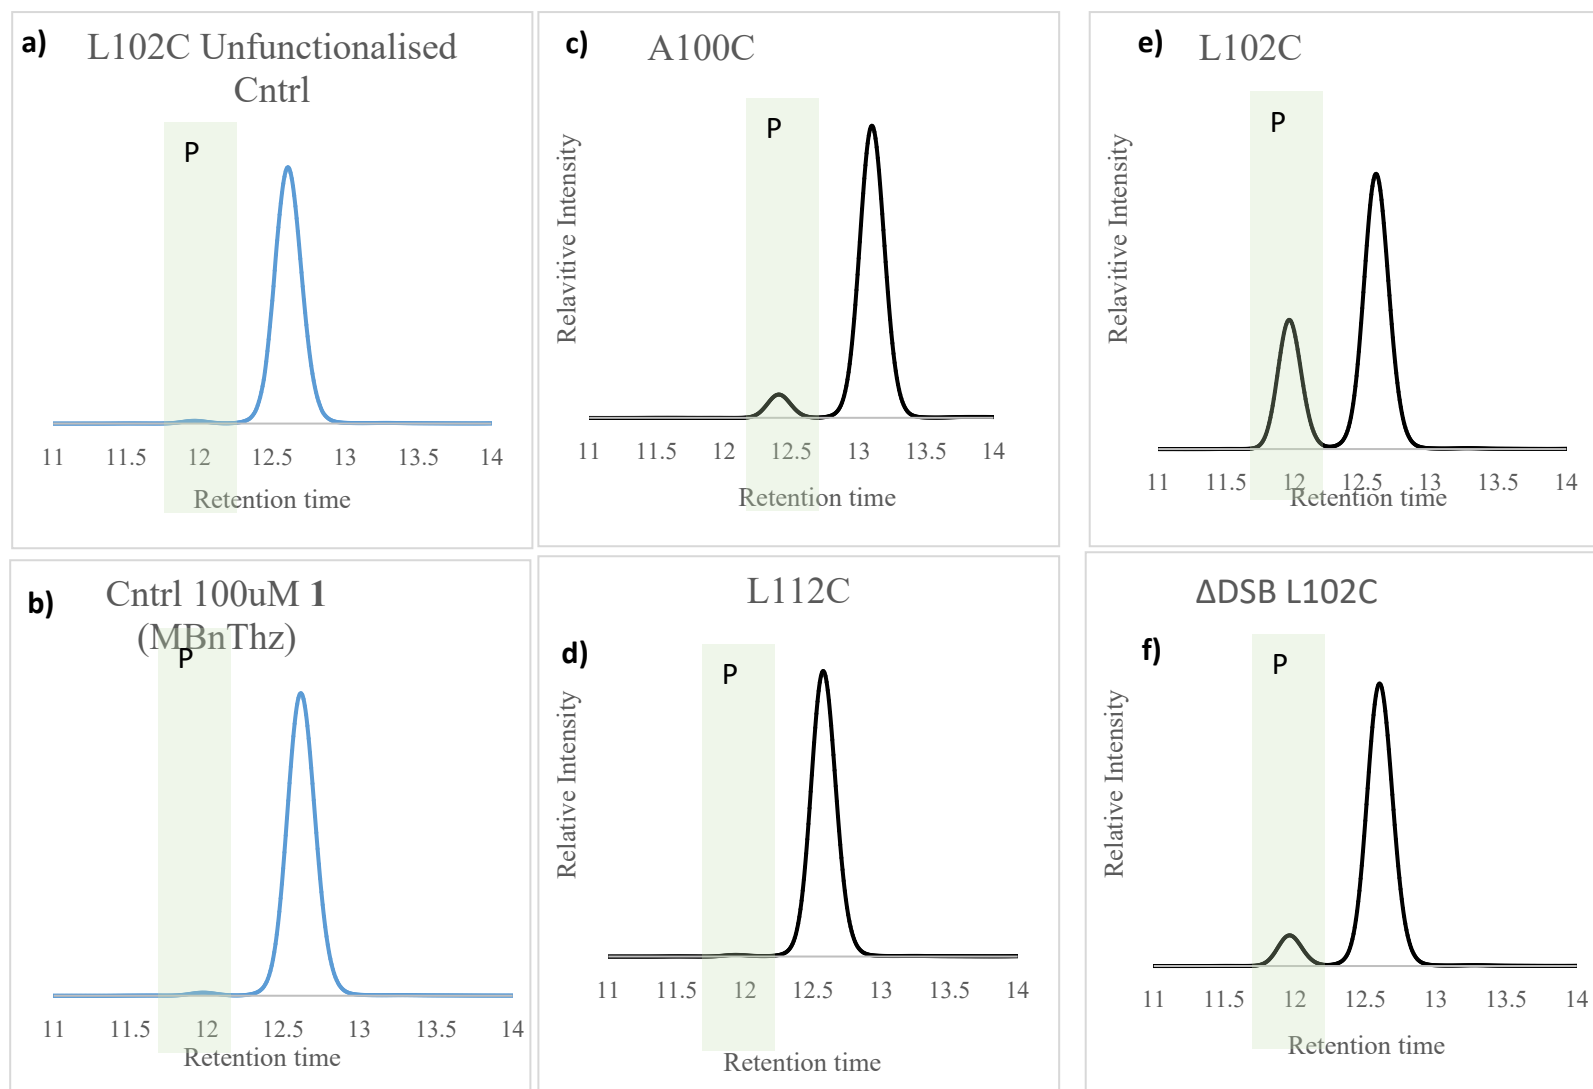 a)
L102C Unfunctionalised
Cntrl
P
11 11.5 12 12.5 13 13.5 14
Retention time
b)
Cntrl 100uM 1
(MBnThz)
P
11 11.5 12 12.5 13 13.5 14
Retention time
c)
A100C
P
Relavitive Intensity
11 11.5 12 12.5 13 13.5 14
Retention time
d)
L112C
P
Relative Intensity
11 11.5 12 12.5 13 13.5 14
Retention time
e)
L102C
P
Relavitive Intensity
11 11.5 12 12.5 13 13.5 14
Retention time
f)
ΔDSB L102C
P
Relative Intensity
11 11.5 12 12.5 13 13.5 14
Retention time